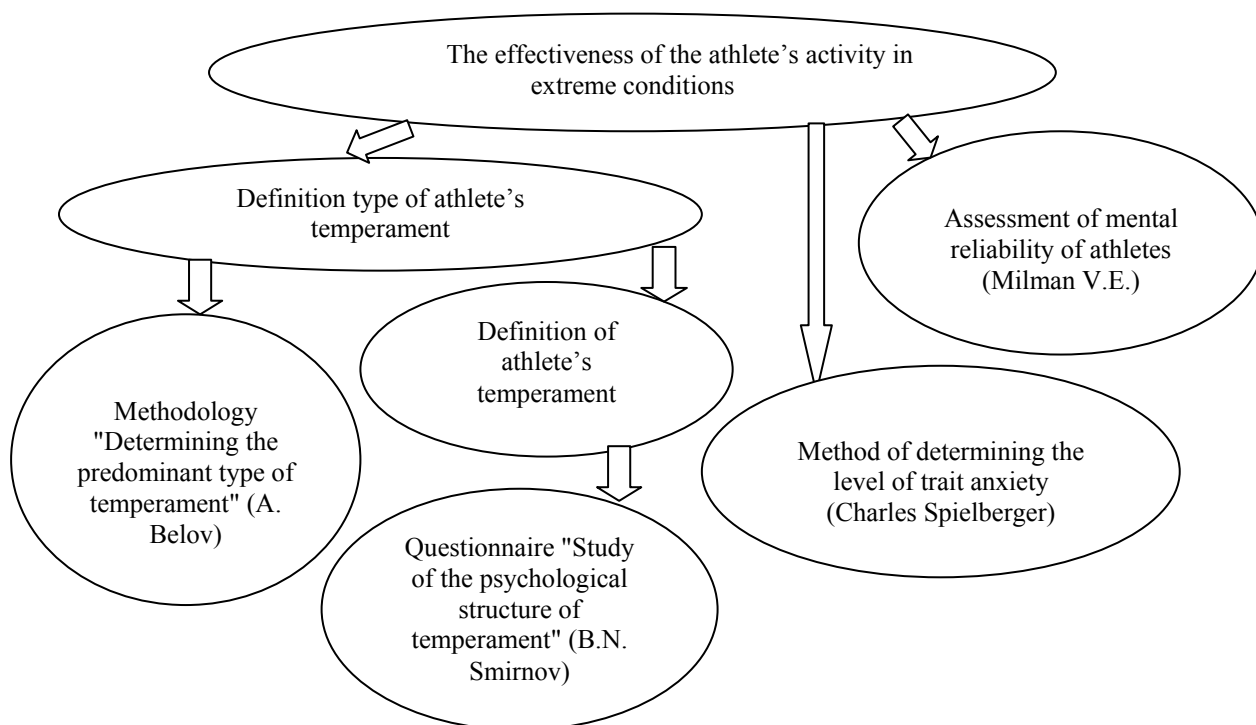 The effectiveness of the athlete’s activity in
extreme conditions
Definition type of athlete’s
temperament
Assessment of mental
reliability of athletes
(Milman V.E.)
Definition of
athlete’s
temperament
Methodology
"Determining the
predominant type of
temperament" (A.
Belov)
Method of determining the
level of trait anxiety
(Charles Spielberger)
Questionnaire "Study
of the psychological
structure of
temperament" (B.N.
Smirnov)